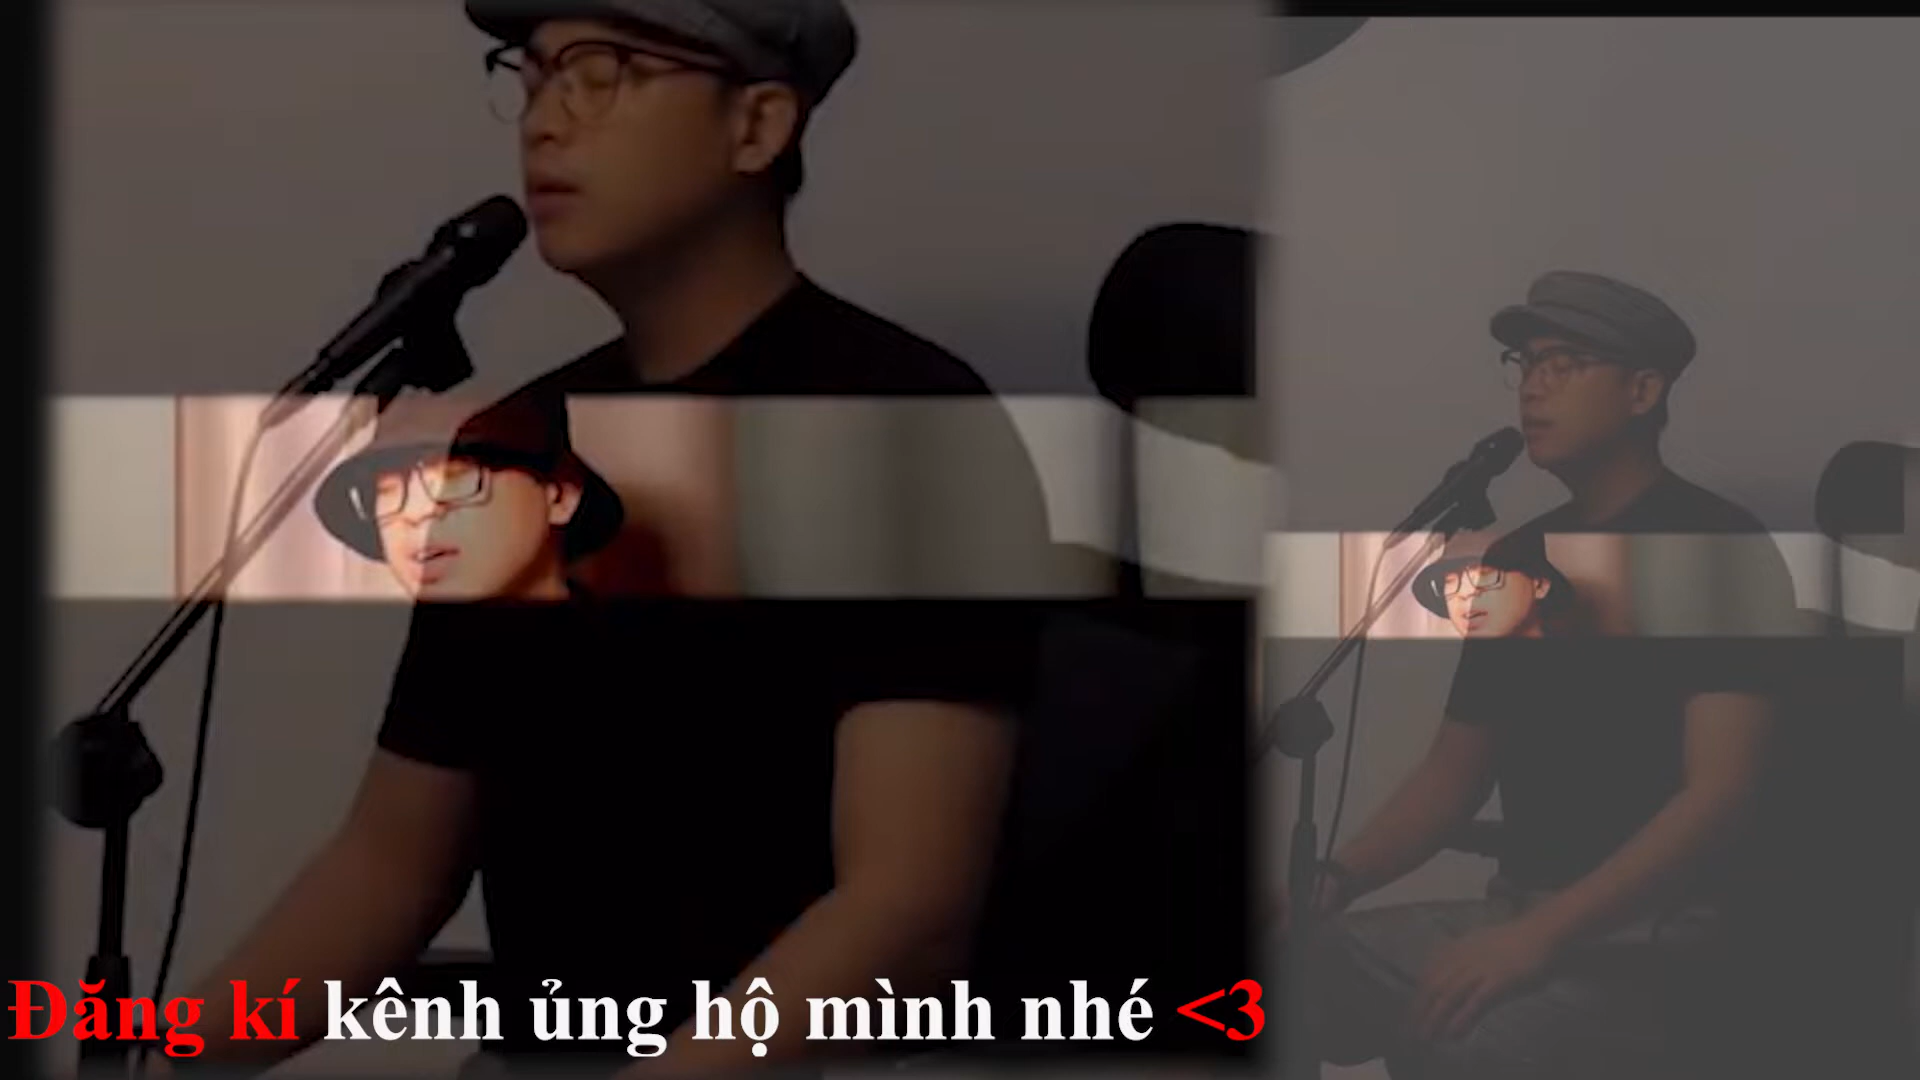 Đăng kí kênh ủng hộ mình nhé <3